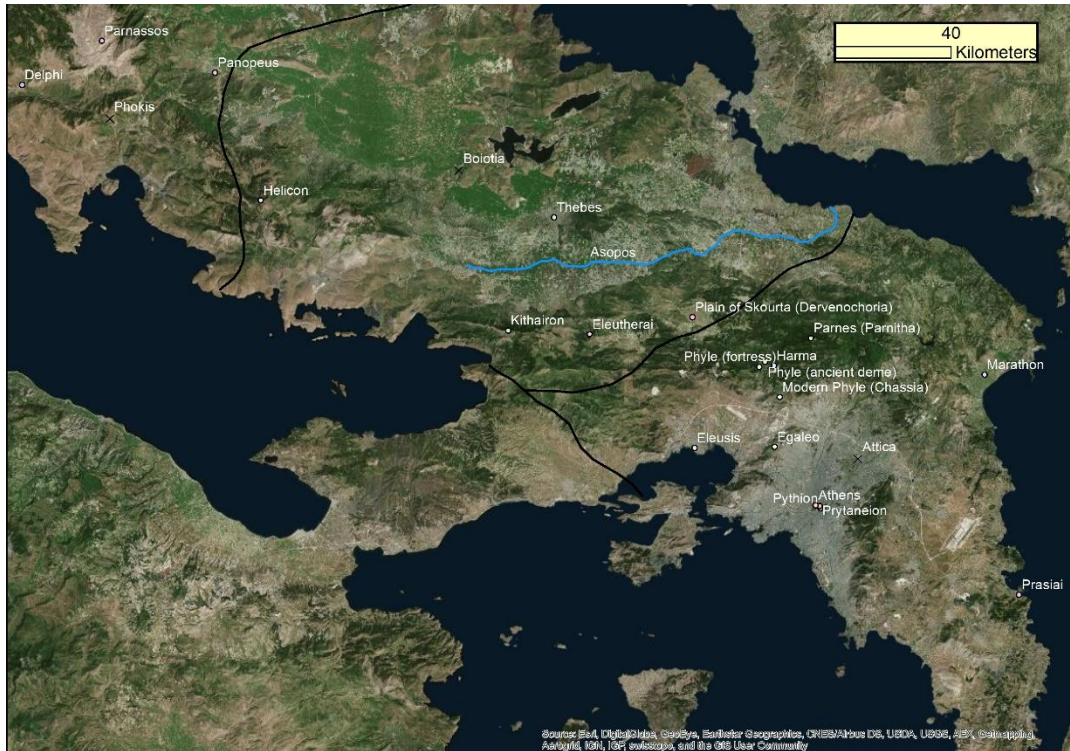 40
Kilometers
Parnassos
Delphi
Panopeus
Phokis
Boiotia
Helicon
Thebes
Asopos
Plain of Skourta (Dervenochoria)
Kithairon
Eleutherai
Parnes (Parnitha)
Phyle (fortress)
Harma
Phyle (ancient deme)
Marathon
Modern Phyle (Chassia)
Eleusis
Egaleo
Attica
Pythion
Athens
Prytaneion
Prasiai
Source: Esri, DigitalGlobe, GeoEye, Earthstar Geographics, CNES/Airbus DS, USDA, USGS, AEX, Getmapping,
Aerogrid, IGN, IGP, swisstopo, and the GIS User Community